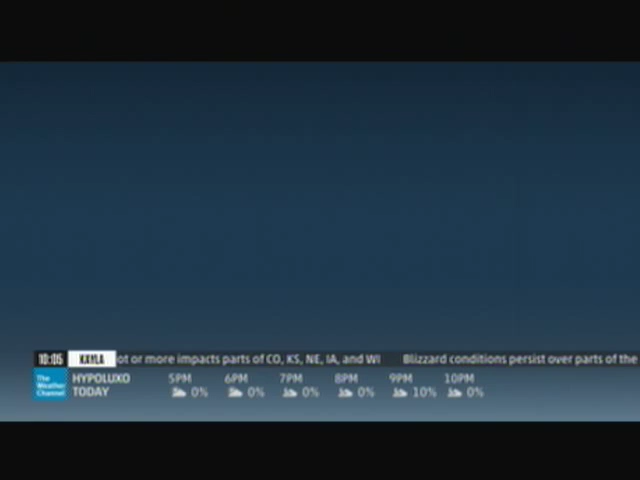 10:05 KAYLA ot or more impacts parts of CO, KS, NE, IA, and WI Blizzard conditions persist over parts of the
The Weather Channel
HYPOLUXO 5PM 6PM 7PM 8PM 9PM 10PM
TODAY 0% 0% 0% 0% 10% 0%